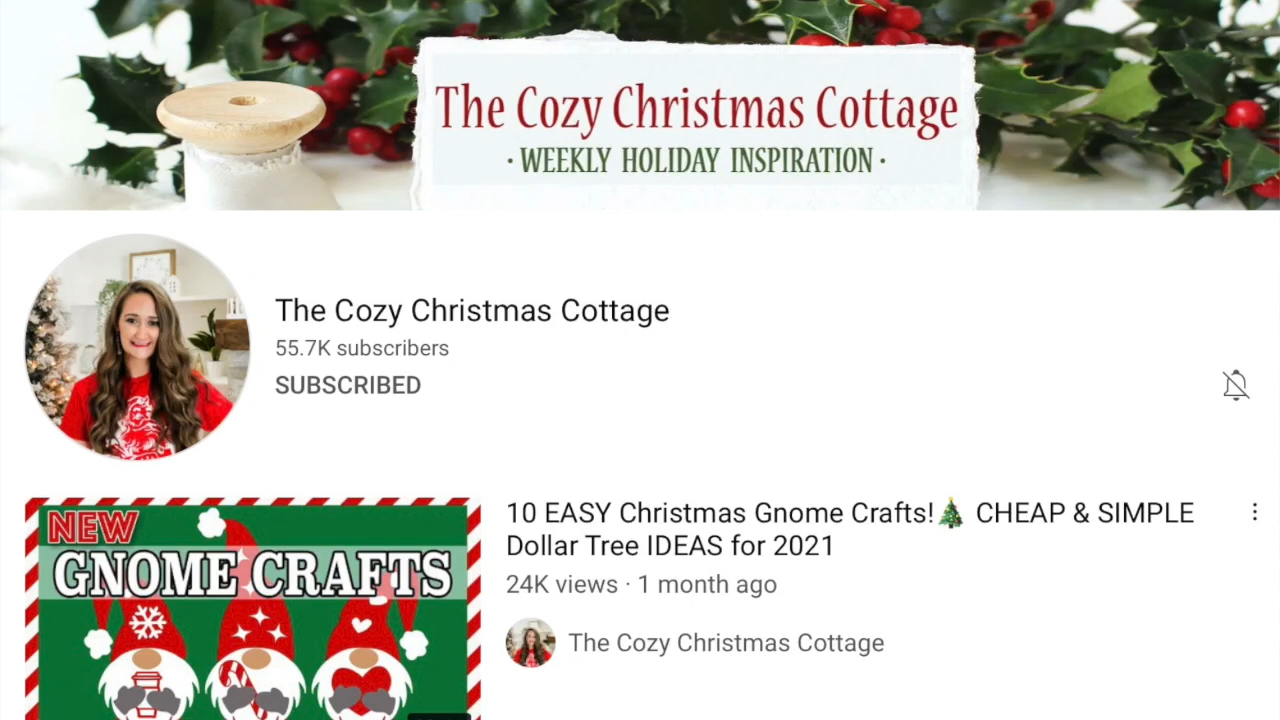 The Cozy Christmas Cottage
· WEEKLY HOLIDAY INSPIRATION ·
The Cozy Christmas Cottage
55.7K subscribers
SUBSCRIBED
NEW
GNOME CRAFTS
10 EASY Christmas Gnome Crafts!🎄 CHEAP & SIMPLE
Dollar Tree IDEAS for 2021
24K views · 1 month ago
The Cozy Christmas Cottage